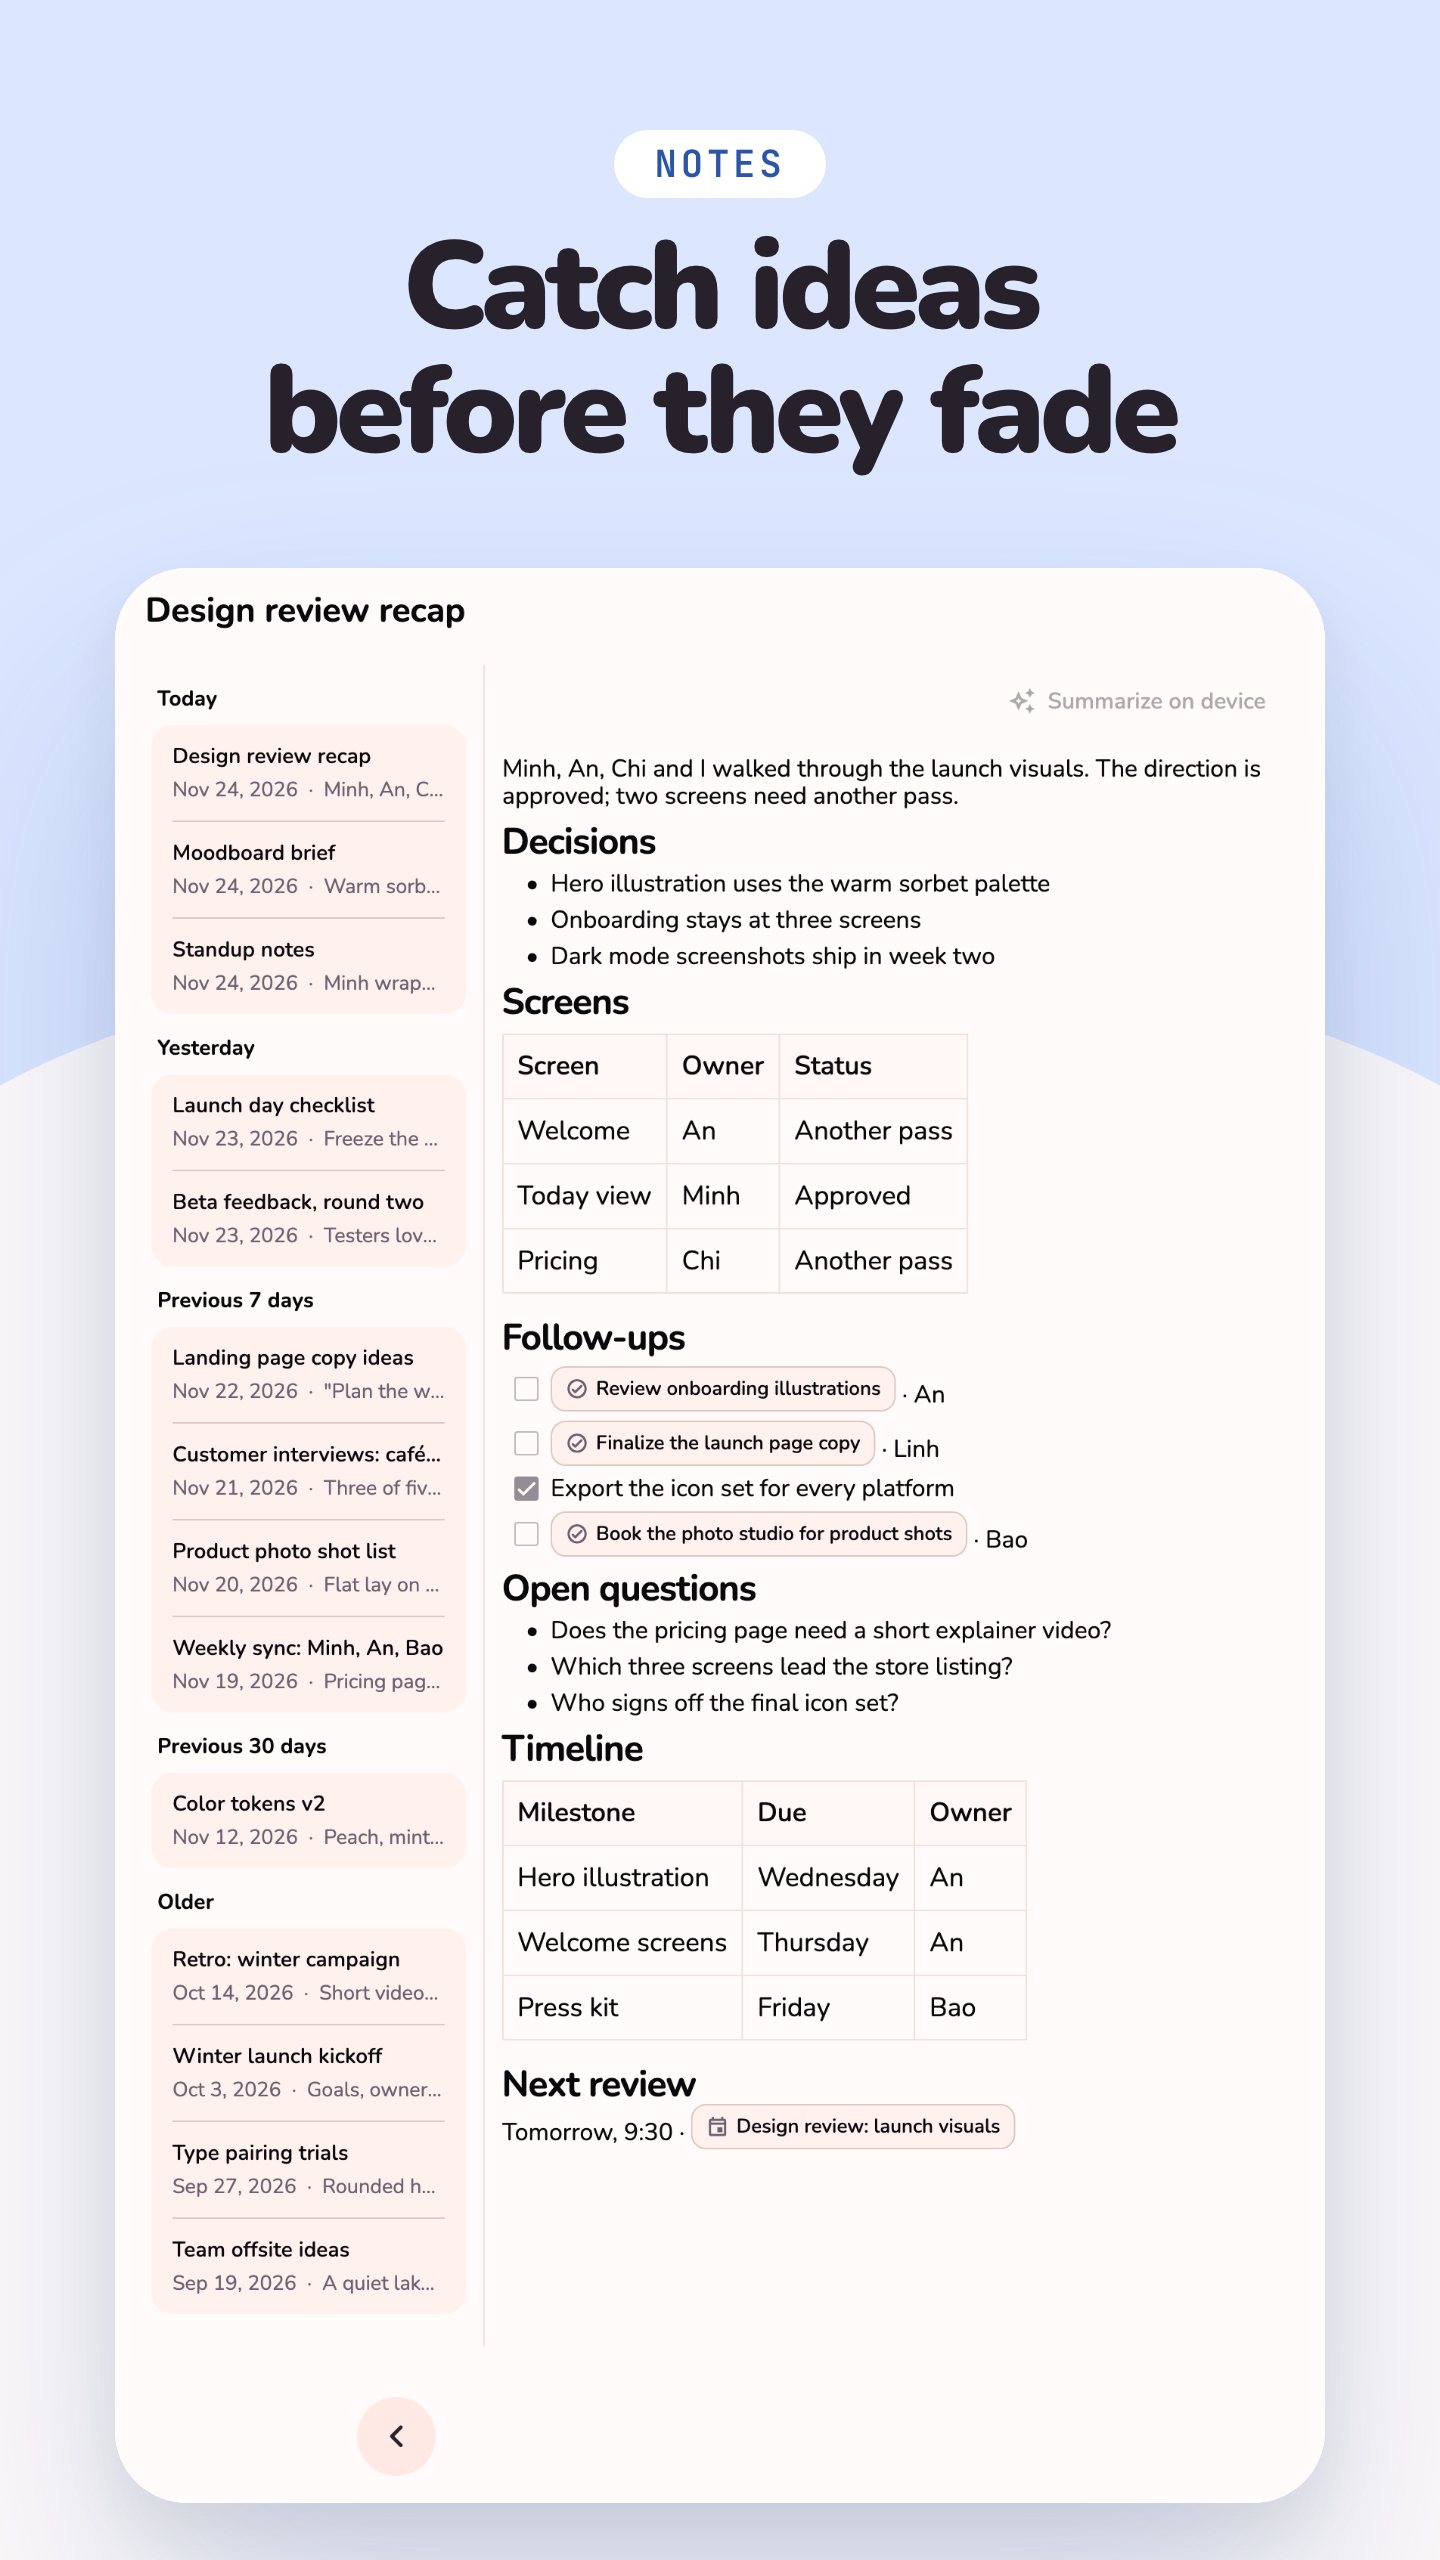 NOTES
Catch ideas
before they fade
Design review recap
Today
Design review recap
Nov 24, 2026 · Minh, An, C...
Moodboard brief
Nov 24, 2026 · Warm sorb...
Standup notes
Nov 24, 2026 · Minh wrap...
Yesterday
Launch day checklist
Nov 23, 2026 · Freeze the ...
Beta feedback, round two
Nov 23, 2026 · Testers lov...
Previous 7 days
Landing page copy ideas
Nov 22, 2026 · "Plan the w...
Customer interviews: café...
Nov 21, 2026 · Three of fiv...
Product photo shot list
Nov 20, 2026 · Flat lay on ...
Weekly sync: Minh, An, Bao
Nov 19, 2026 · Pricing pag...
Previous 30 days
Color tokens v2
Nov 12, 2026 · Peach, mint...
Older
Retro: winter campaign
Oct 14, 2026 · Short video...
Winter launch kickoff
Oct 3, 2026 · Goals, owner...
Type pairing trials
Sep 27, 2026 · Rounded h...
Team offsite ideas
Sep 19, 2026 · A quiet lak...
Summarize on device
Minh, An, Chi and I walked through the launch visuals. The direction is
approved; two screens need another pass.
Decisions
• Hero illustration uses the warm sorbet palette
• Onboarding stays at three screens
• Dark mode screenshots ship in week two
Screens
Screen Owner Status
Welcome An Another pass
Today view Minh Approved
Pricing Chi Another pass
Follow-ups
Review onboarding illustrations · An
Finalize the launch page copy · Linh
Export the icon set for every platform
Book the photo studio for product shots · Bao
Open questions
• Does the pricing page need a short explainer video?
• Which three screens lead the store listing?
• Who signs off the final icon set?
Timeline
Milestone Due Owner
Hero illustration Wednesday An
Welcome screens Thursday An
Press kit Friday Bao
Next review
Tomorrow, 9:30 · Design review: launch visuals